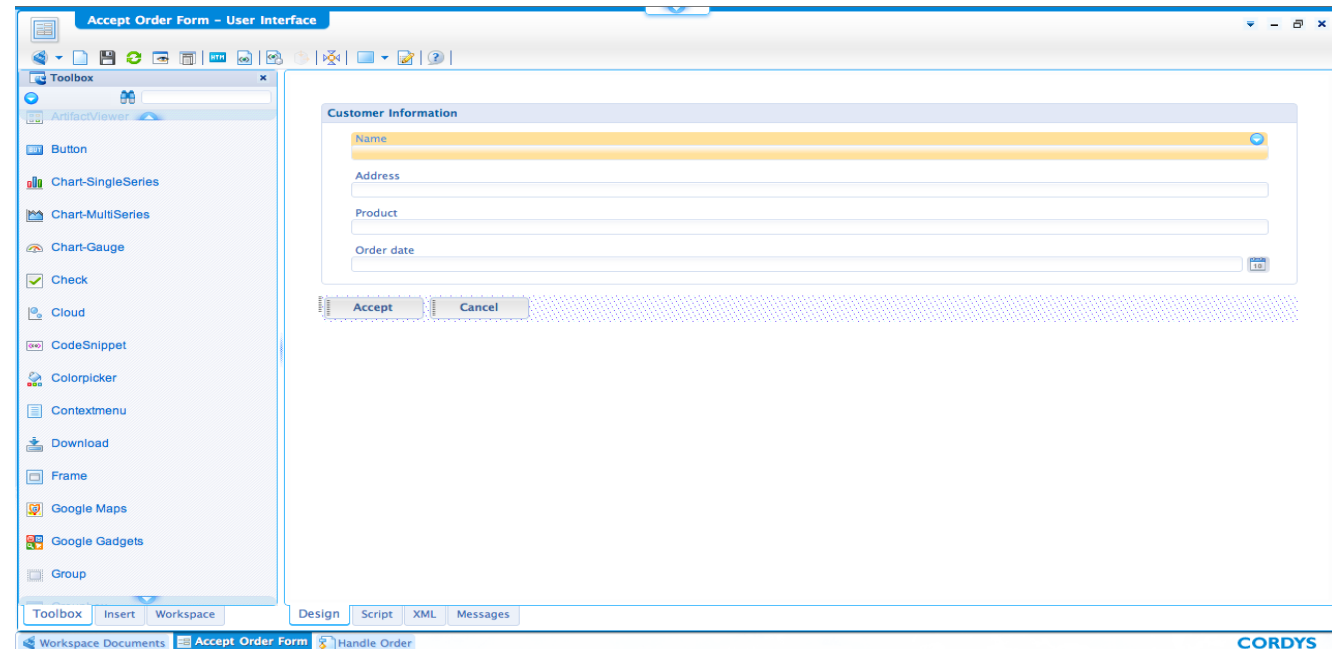 Accept Order Form - User Interface
Toolbox
ArtifactViewer
Button
Chart-SingleSeries
Chart-MultiSeries
Chart-Gauge
Check
Cloud
CodeSnippet
Colorpicker
Contextmenu
Download
Frame
Google Maps
Google Gadgets
Group
Toolbox Insert Workspace
Customer Information
Name
Address
Product
Order date
Accept Cancel
Design Script XML Messages
Workspace Documents Accept Order Form Handle Order CORDYS